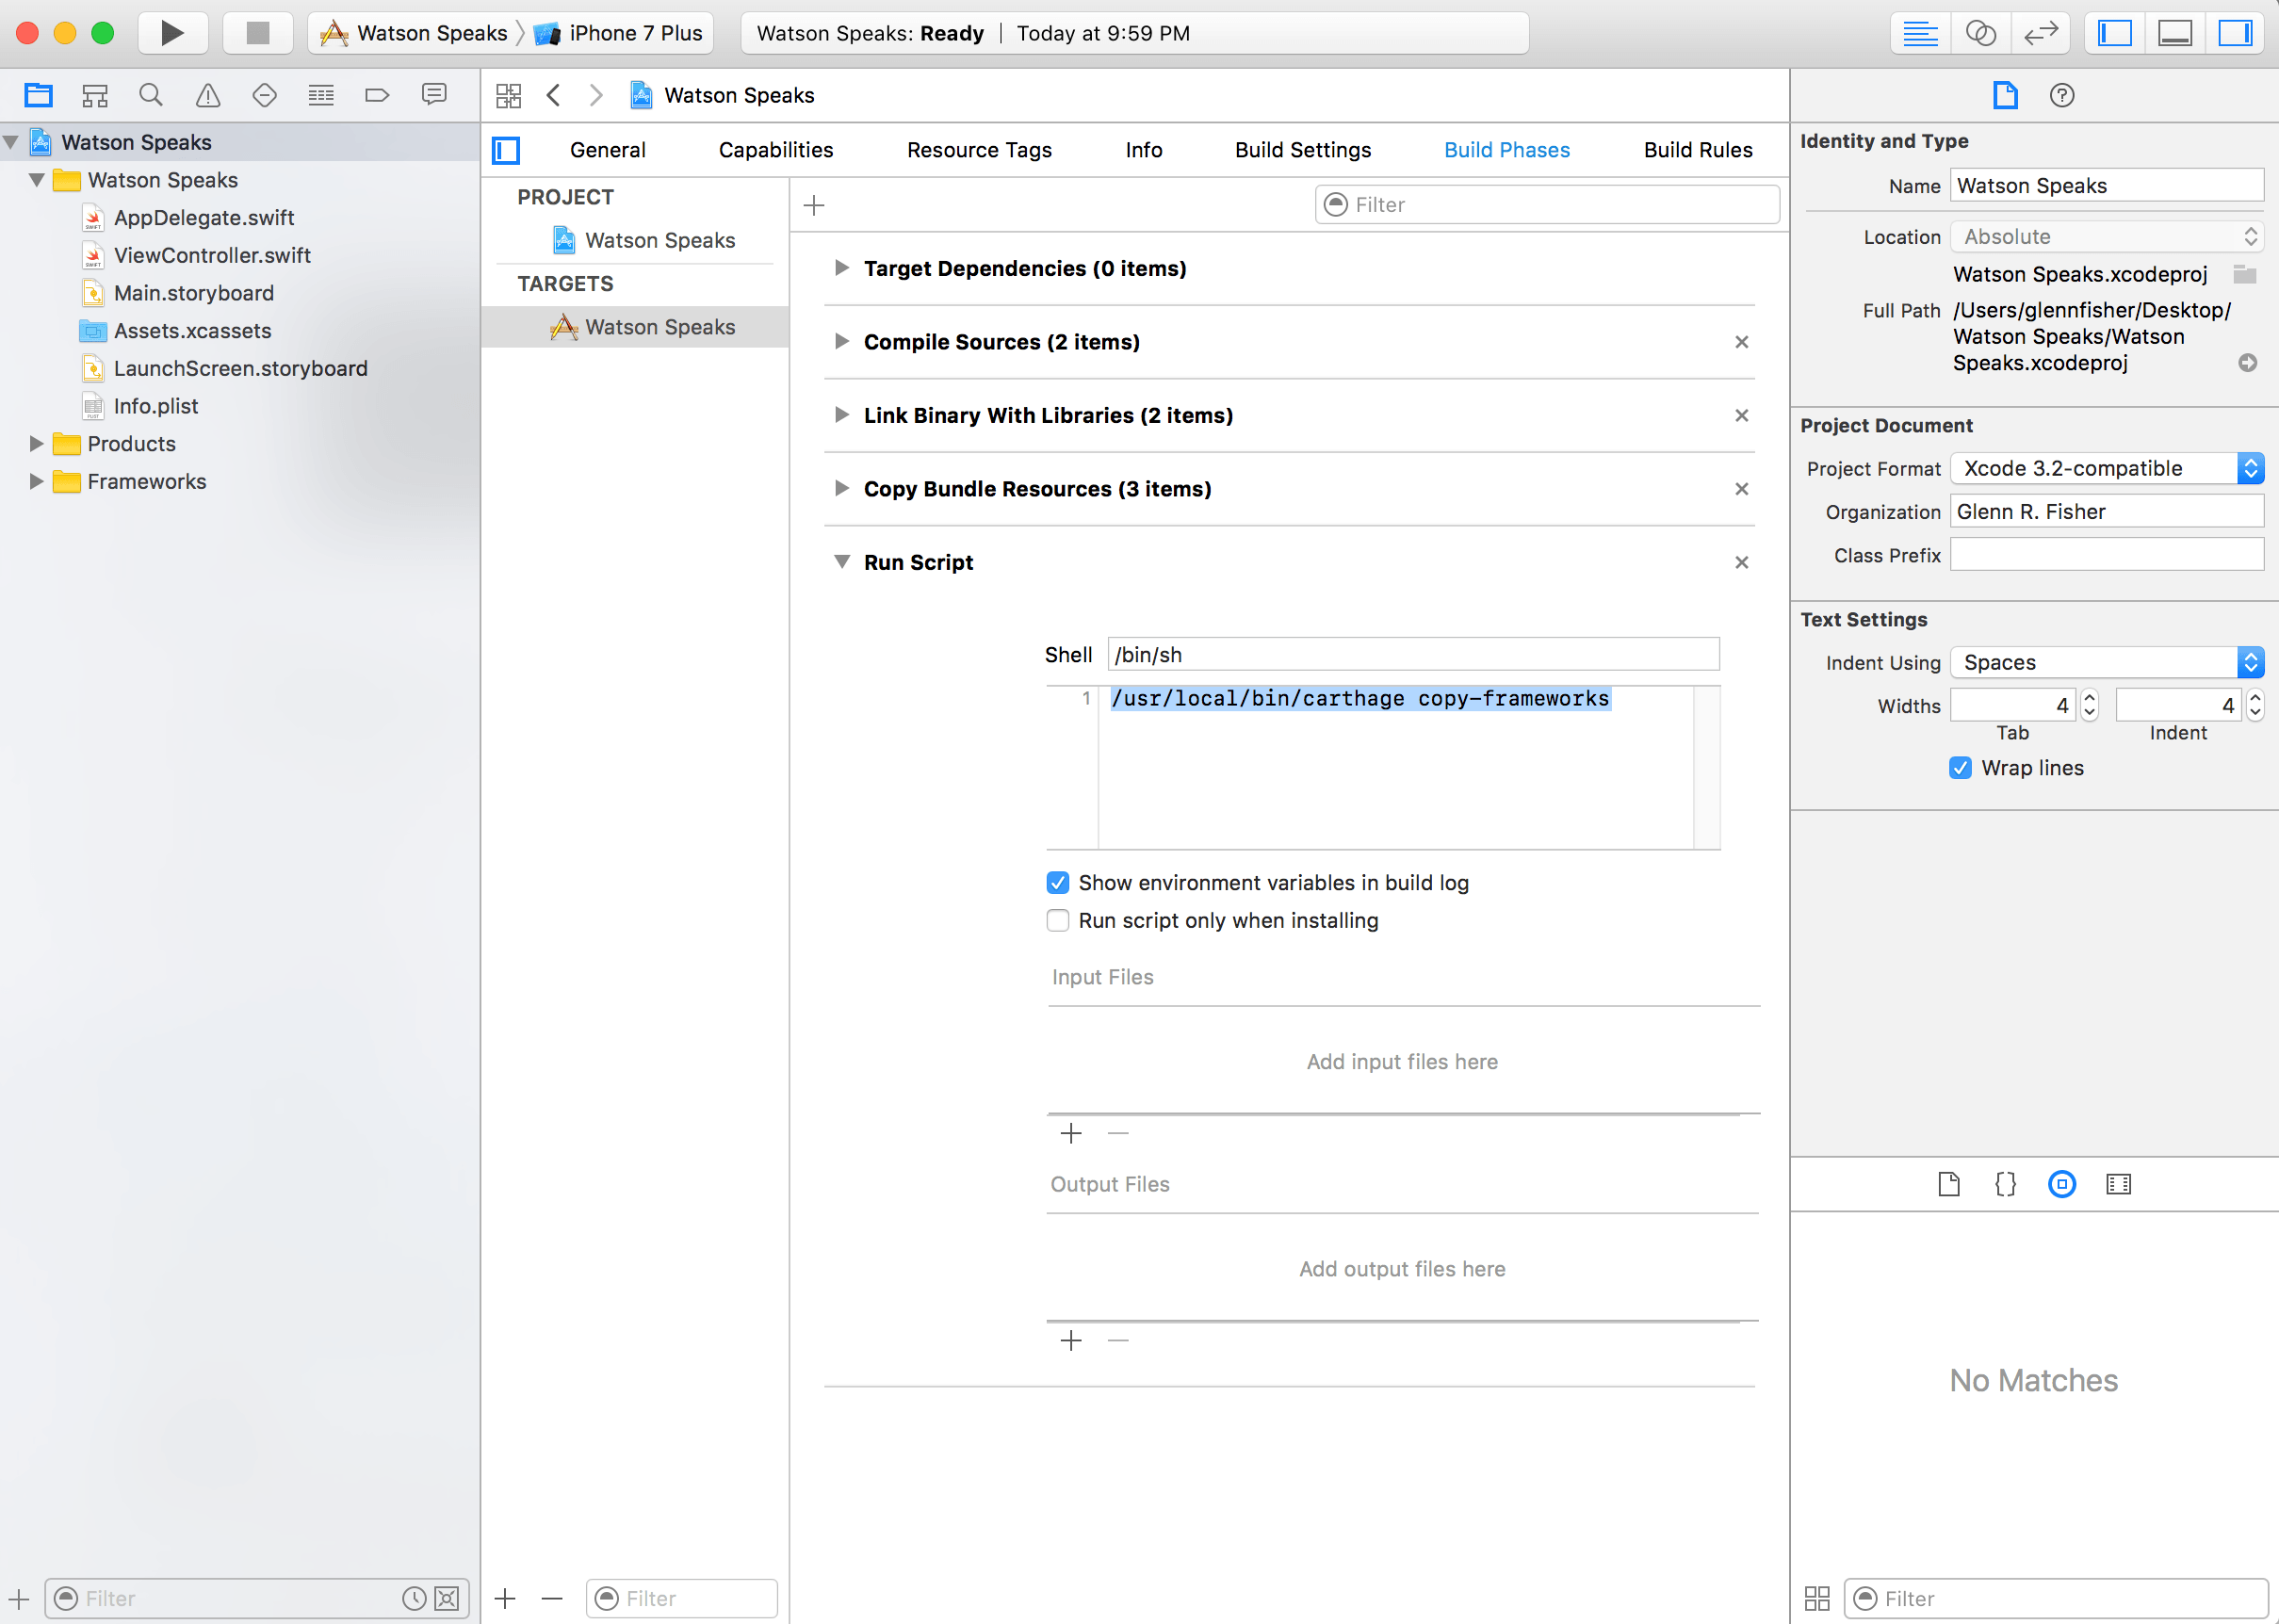 Watson Speaks iPhone 7 Plus
Watson Speaks: Ready | Today at 9:59 PM
Watson Speaks
Watson Speaks
AppDelegate.swift
ViewController.swift
Main.storyboard
Assets.xcassets
LaunchScreen.storyboard
Info.plist
Products
Frameworks
Filter
Watson Speaks
General Capabilities Resource Tags Info Build Settings Build Phases Build Rules
PROJECT
Watson Speaks
TARGETS
Watson Speaks
Filter
Filter
Target Dependencies (0 items)
Compile Sources (2 items)
Link Binary With Libraries (2 items)
Copy Bundle Resources (3 items)
Run Script
Shell /bin/sh
1 /usr/local/bin/carthage copy-frameworks
Show environment variables in build log
Run script only when installing
Input Files
Add input files here
Output Files
Add output files here
Identity and Type
Name Watson Speaks
Location Absolute
Watson Speaks.xcodeproj
Full Path /Users/glennfisher/Desktop/
Watson Speaks/Watson
Speaks.xcodeproj
Project Document
Project Format Xcode 3.2-compatible
Organization Glenn R. Fisher
Class Prefix
Text Settings
Indent Using Spaces
Widths 4 4
Tab Indent
Wrap lines
No Matches
Filter